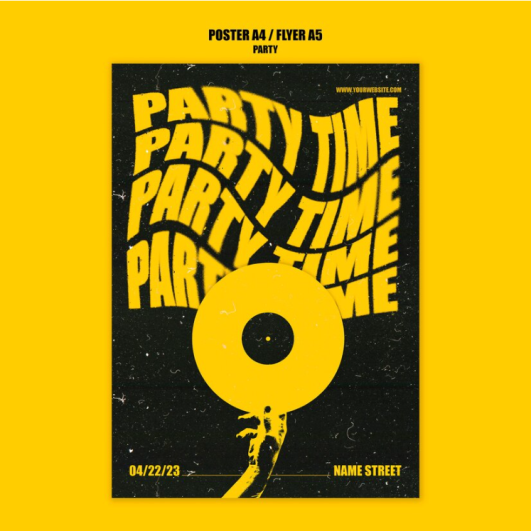 POSTER A4 / FLYER A5
PARTY
WWW.YOURWEBSITE.COM
PARTY TIME
PARTY TIME
PARTY TIME
PARTY TIME
04/22/23
NAME STREET